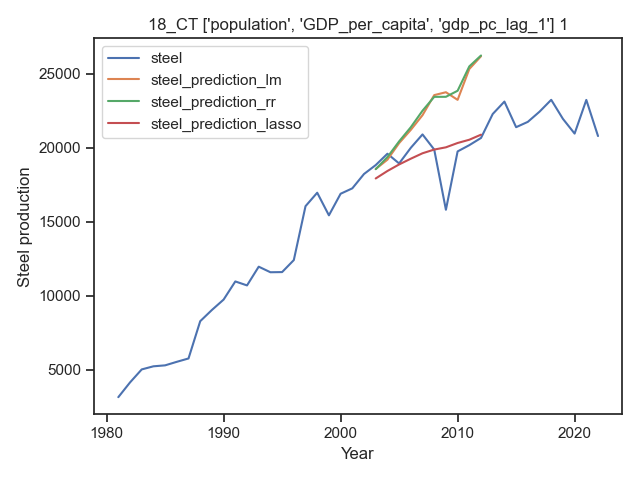 18_CT ['population', 'GDP_per_capita', 'gdp_pc_lag_1'] 1
steel
steel_prediction_lm
steel_prediction_rr
steel_prediction_lasso
Steel production
25000
20000
15000
10000
5000
1980 1990 2000 2010 2020
Year